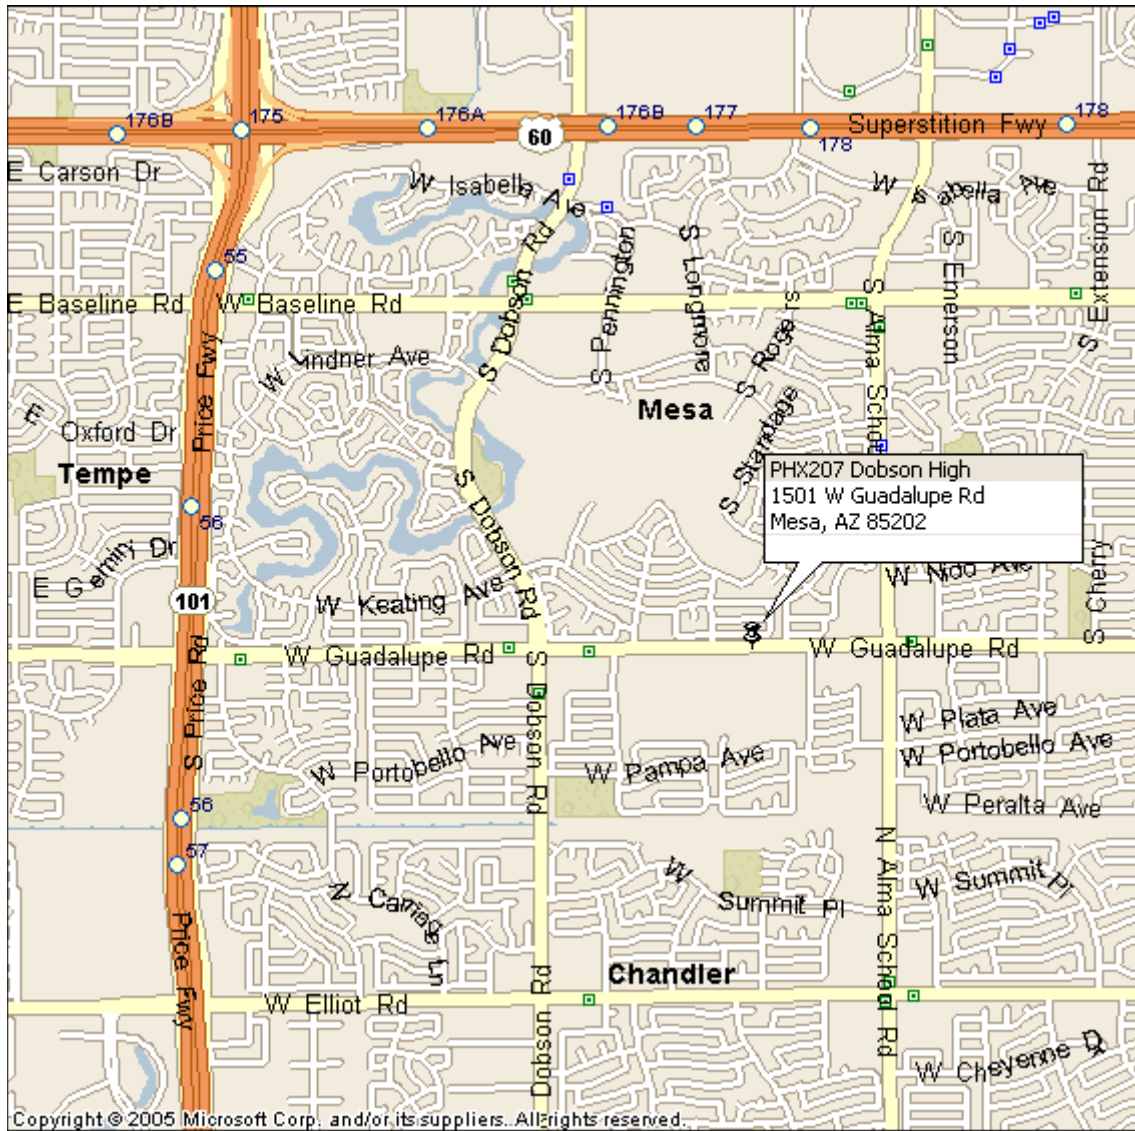 176B
175
176A
60
176B
177
178
Superstition Fwy
178
E Carson Dr
W Isabella Ave
W Isabella Ave
S Extension Rd
55
S Dobson Rd
S Pennington
S Longmore
S Emerson
E Baseline Rd
W Baseline Rd
S Alma School
W Lindner Ave
Price Fwy
S Standage
Mesa
E
Oxford Dr
Tempe
PHX207 Dobson High
1501 W Guadalupe Rd
Mesa, AZ 85202
56
S Dobson Rd
E Gemini Dr
W Nido Ave
S Cherry
101
W Keating Ave
S Price Rd
W Guadalupe Rd
W Guadalupe Rd
S Dobson Rd
W Plata Ave
W Portobello Ave
W Portobello Ave
W Pampa Ave
W Peralta Ave
56
57
N Alma School Rd
W Summit Pl
W Summit Pl
N Carriage Ln
Price Fwy
Chandler
Dobson Rd
W Elliot Rd
W Cheyenne Dr
Copyright © 2005 Microsoft Corp. and/or its suppliers. All rights reserved.